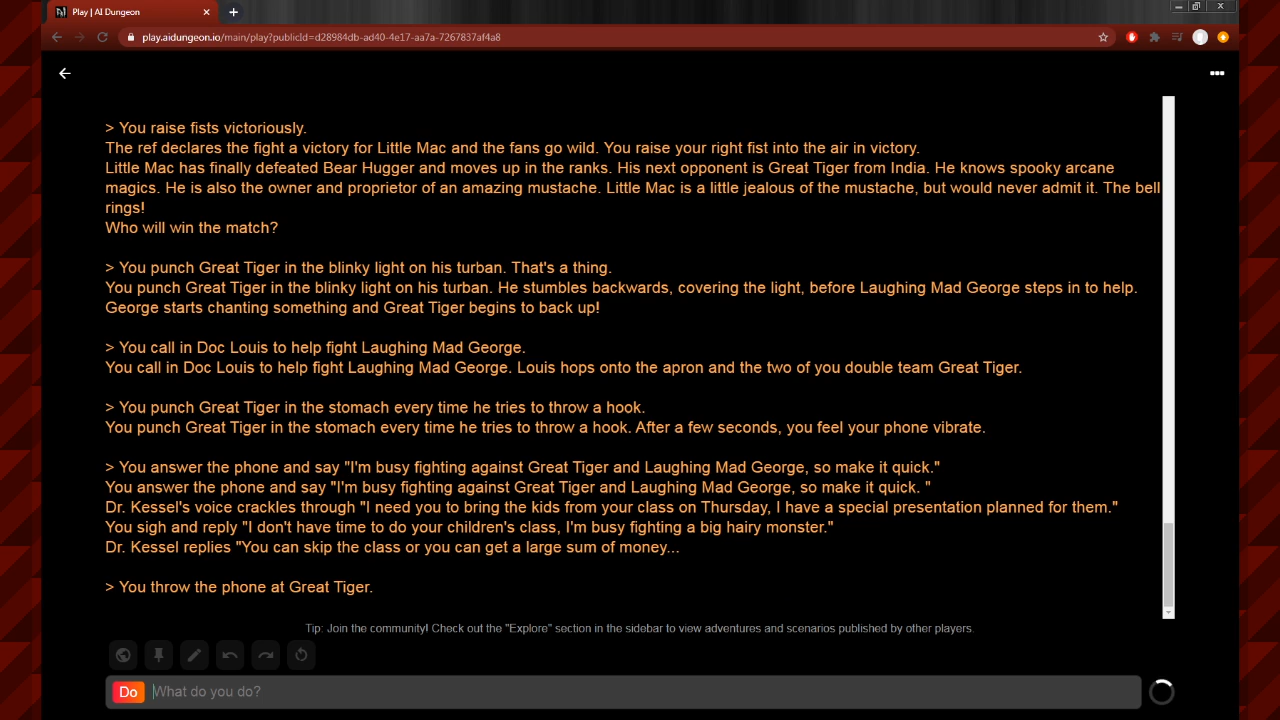 Play | AI Dungeon
play.aidungeon.io/main/play?publicId=d28984db-ad40-4e17-aa7a-7267837af4a8
> You raise fists victoriously.
The ref declares the fight a victory for Little Mac and the fans go wild. You raise your right fist into the air in victory.
Little Mac has finally defeated Bear Hugger and moves up in the ranks. His next opponent is Great Tiger from India. He knows spooky arcane
magics. He is also the owner and proprietor of an amazing mustache. Little Mac is a little jealous of the mustache, but would never admit it. The bell
rings!
Who will win the match?
> You punch Great Tiger in the blinky light on his turban. That's a thing.
You punch Great Tiger in the blinky light on his turban. He stumbles backwards, covering the light, before Laughing Mad George steps in to help.
George starts chanting something and Great Tiger begins to back up!
> You call in Doc Louis to help fight Laughing Mad George.
You call in Doc Louis to help fight Laughing Mad George. Louis hops onto the apron and the two of you double team Great Tiger.
> You punch Great Tiger in the stomach every time he tries to throw a hook.
You punch Great Tiger in the stomach every time he tries to throw a hook. After a few seconds, you feel your phone vibrate.
> You answer the phone and say "I'm busy fighting against Great Tiger and Laughing Mad George, so make it quick."
You answer the phone and say "I'm busy fighting against Great Tiger and Laughing Mad George, so make it quick. "
Dr. Kessel's voice crackles through "I need you to bring the kids from your class on Thursday, I have a special presentation planned for them."
You sigh and reply "I don't have time to do your children's class, I'm busy fighting a big hairy monster."
Dr. Kessel replies "You can skip the class or you can get a large sum of money...
> You throw the phone at Great Tiger.
Tip: Join the community! Check out the "Explore" section in the sidebar to view adventures and scenarios published by other players.
Do What do you do?